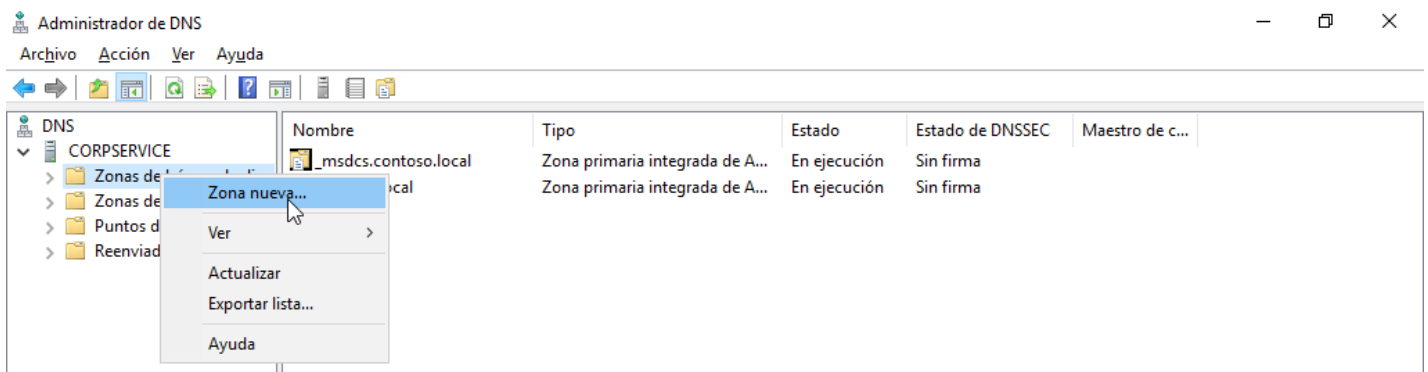 Administrador de DNS
Archivo Acción Ver Ayuda
DNS
Nombre Tipo Estado Estado de DNSSEC Maestro de c...
CORPSERVICE
_msdcs.contoso.local Zona primaria integrada de A... En ejecución Sin firma
Zonas de
Zona primaria integrada de A... En ejecución Sin firma
Zonas de
Puntos d
Reenviad
Zona nueva...
Ver
Actualizar
Exportar lista...
Ayuda